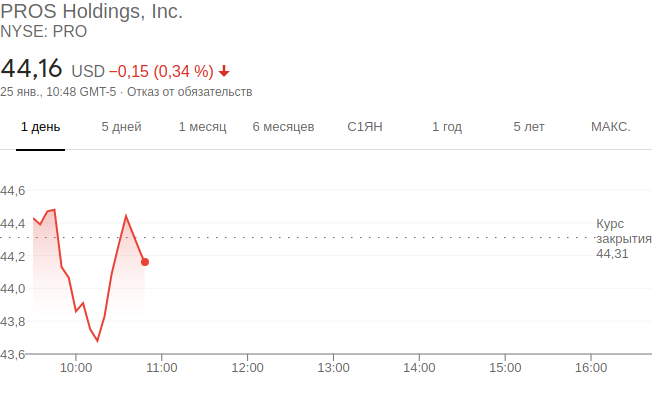 PROS Holdings, Inc.
NYSE: PRO
44,16 USD −0,15 (0,34 %)
25 янв., 10:48 GMT-5 · Отказ от обязательств
1 день 5 дней 1 месяц 6 месяцев С1ЯН 1 год 5 лет МАКС.
44,6
44,4
44,2
44,0
43,8
43,6
Курс
закрытия
44,31
10:00 11:00 12:00 13:00 14:00 15:00 16:00